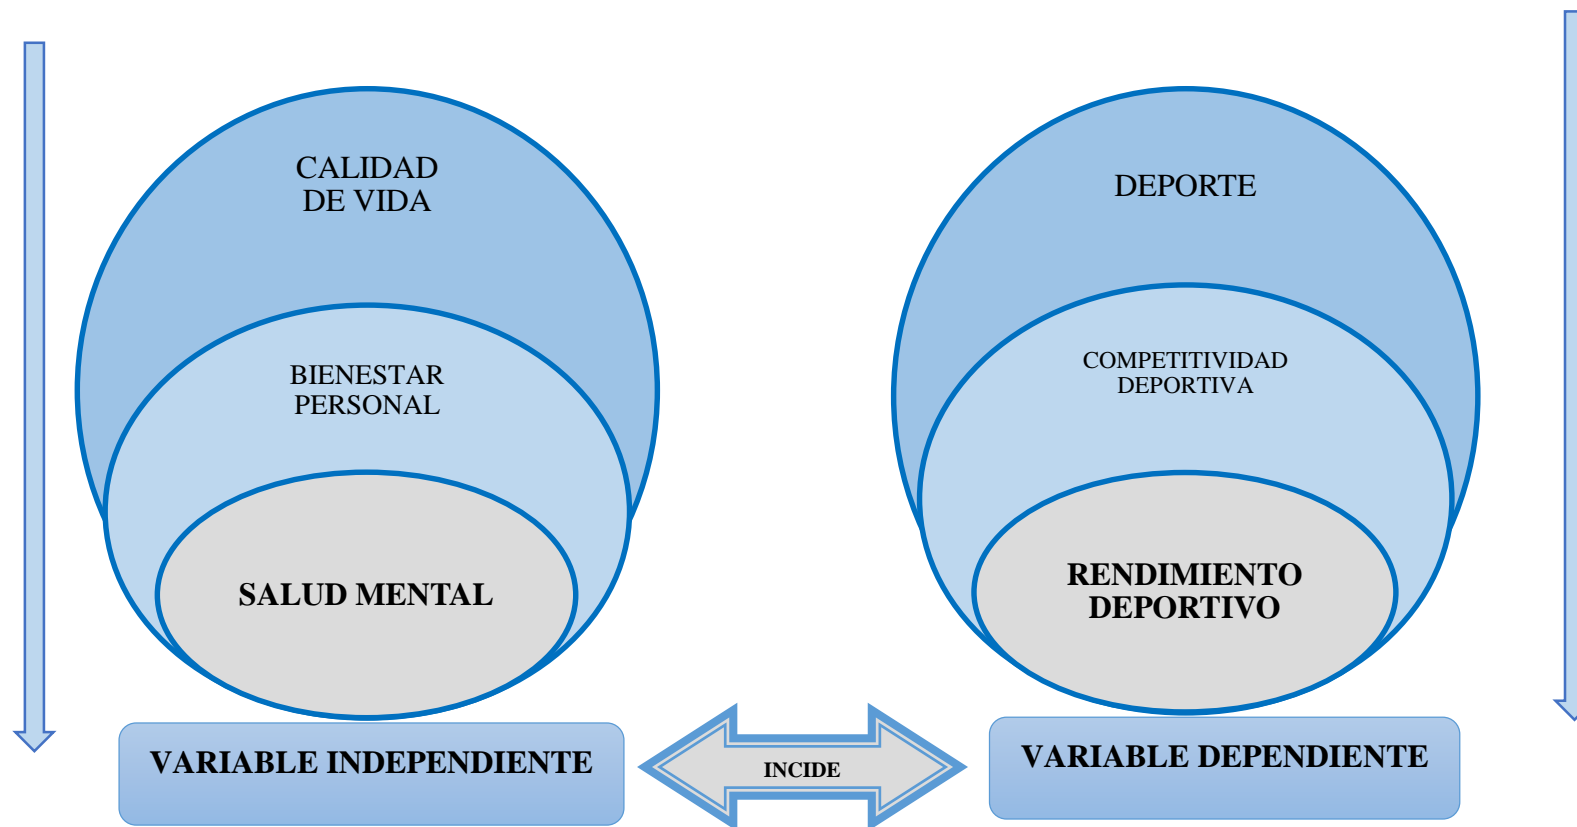 CALIDAD
DE VIDA
BIENESTAR
PERSONAL
SALUD MENTAL
VARIABLE INDEPENDIENTE
INCIDE
DEPORTE
COMPETITIVIDAD
DEPORTIVA
RENDIMIENTO
DEPORTIVO
VARIABLE DEPENDIENTE